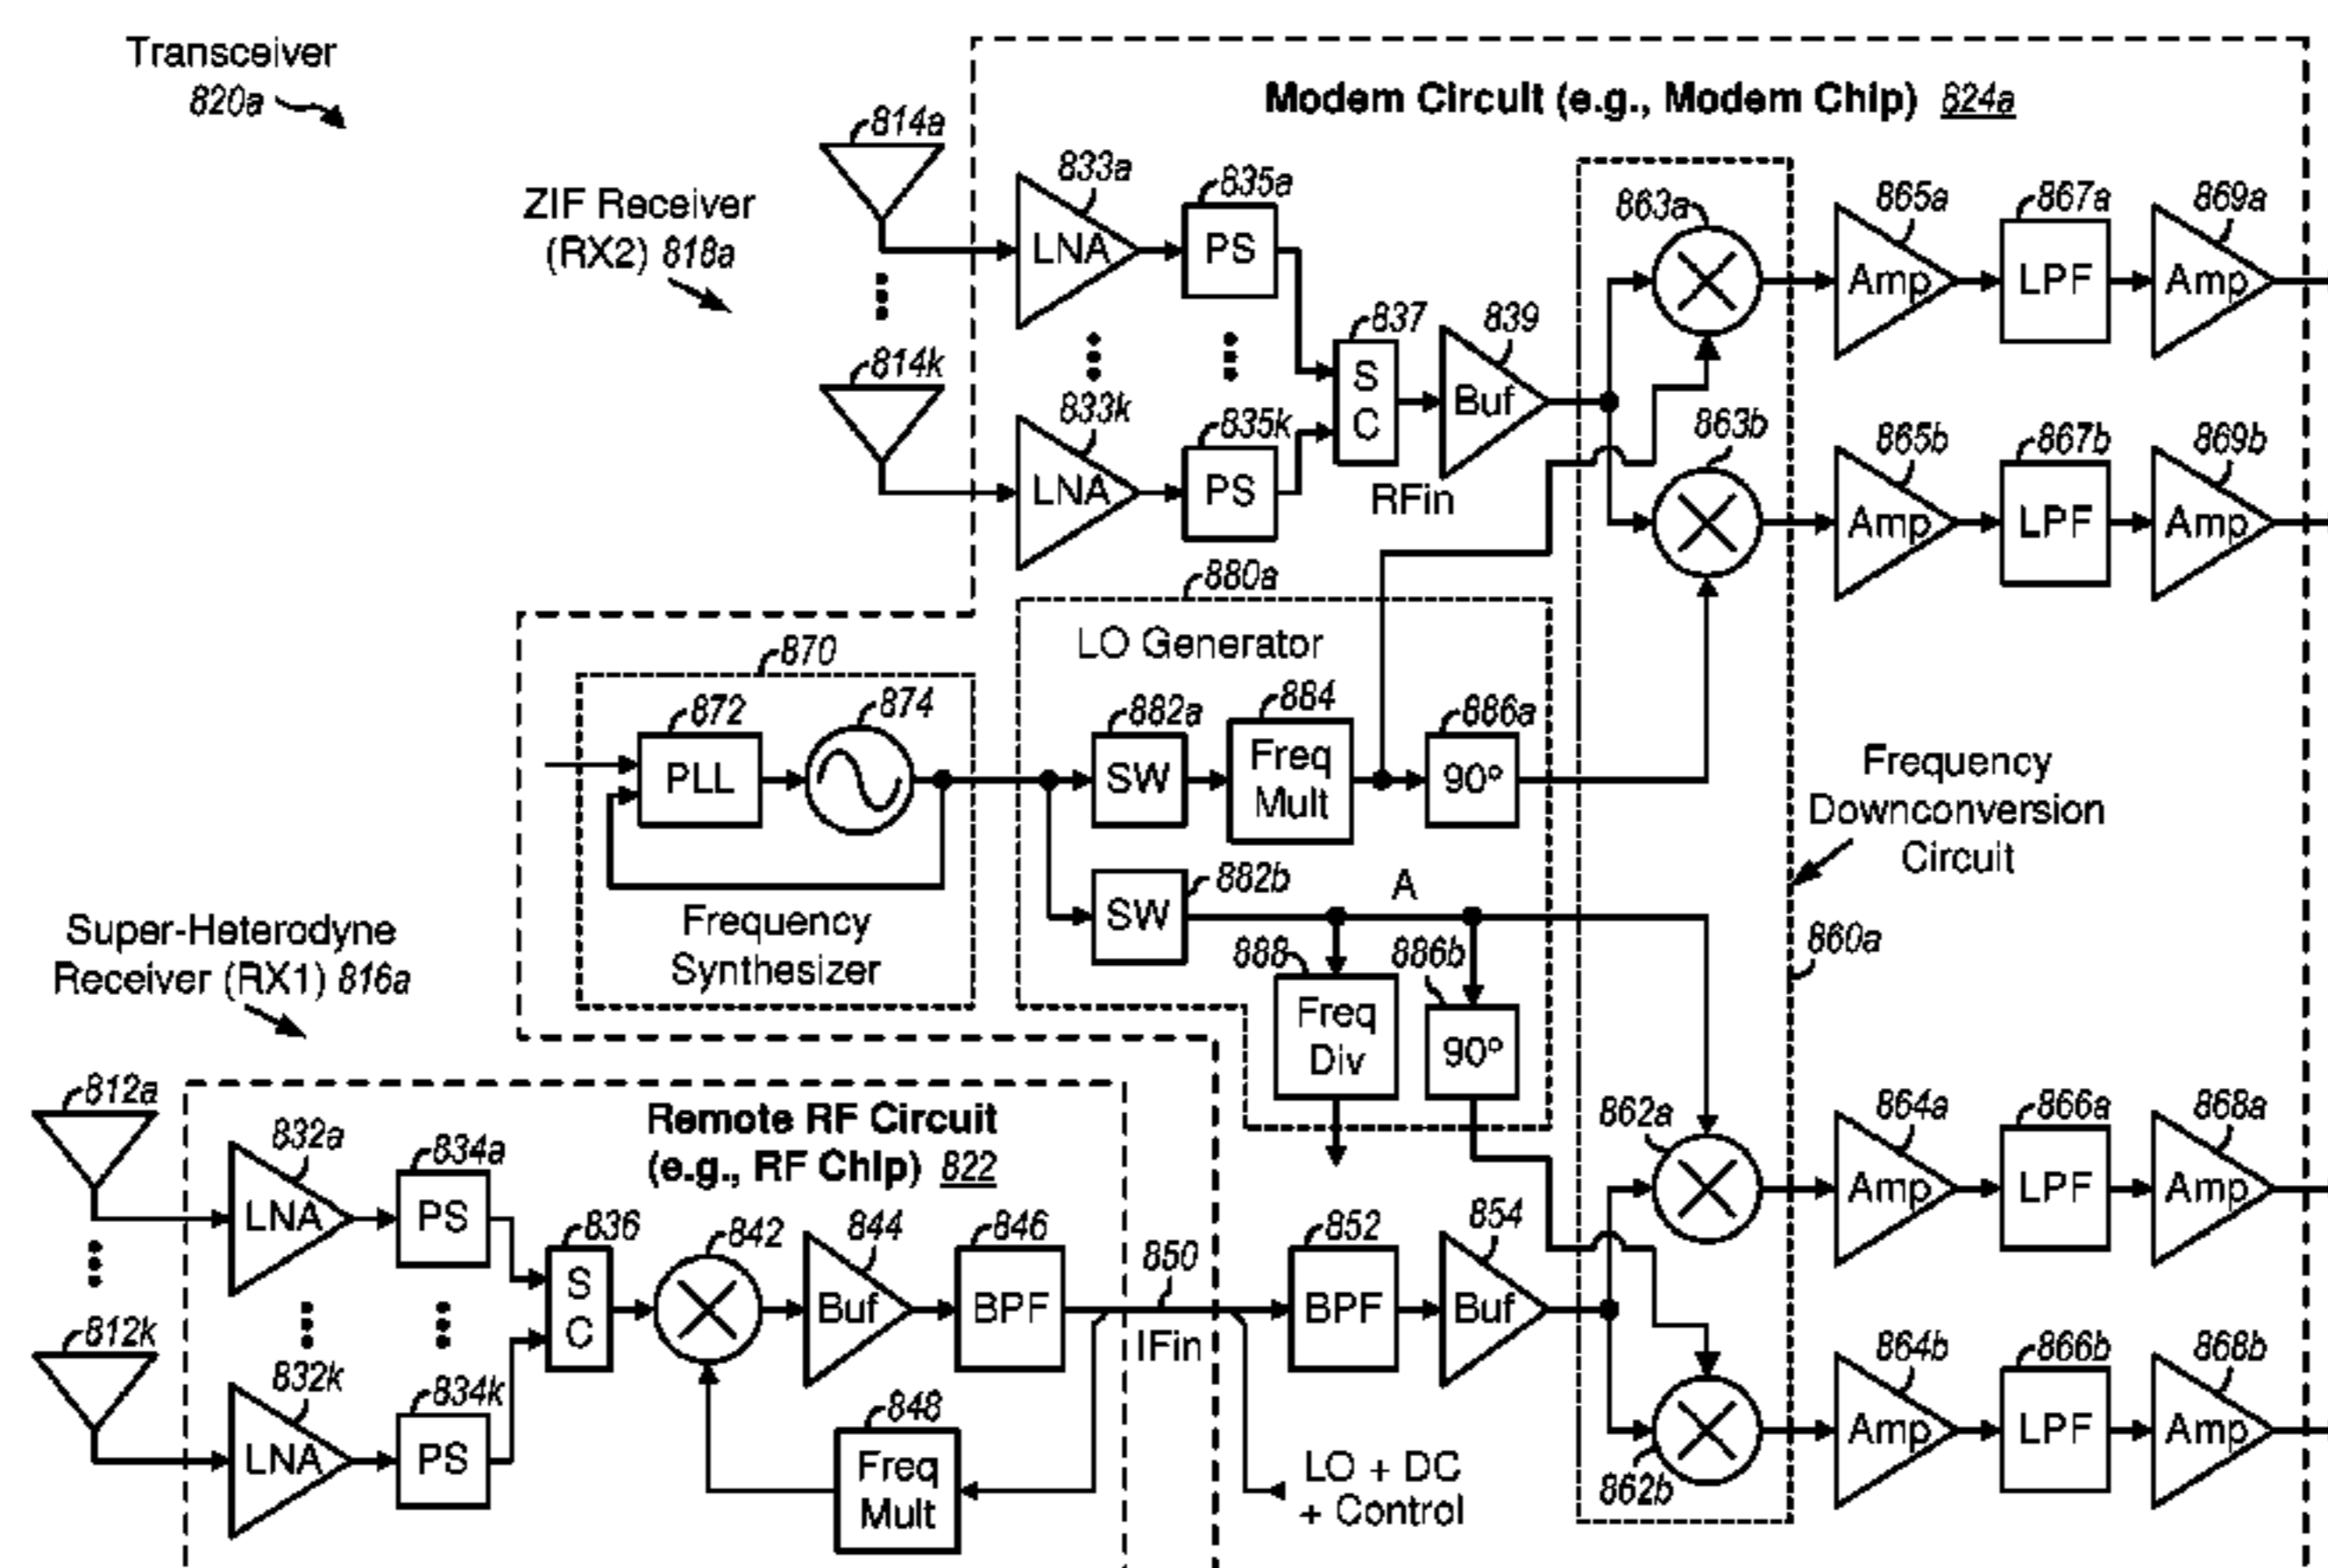 Transceiver
820a
Modem Circuit (e.g., Modem Chip) 824a
ZIF Receiver
(RX2) 818a
814a
814k
833a
LNA
835a
PS
833k
LNA
835k
PS
837
S
C
839
Buf
RFin
863a
863b
865a
Amp
867a
LPF
869a
Amp
865b
Amp
867b
LPF
869b
Amp
880a
LO Generator
870
872
PLL
874
Frequency
Synthesizer
882a
SW
884
Freq
Mult
886a
90°
882b
SW
A
888
Freq
Div
886b
90°
Frequency
Downconversion
Circuit
860a
Super-Heterodyne
Receiver (RX1) 816a
812a
812k
Remote RF Circuit
(e.g., RF Chip) 822
832a
LNA
834a
PS
832k
LNA
834k
PS
836
S
C
842
844
Buf
846
BPF
848
Freq
Mult
850
IFin
852
BPF
854
Buf
LO + DC
+ Control
862a
862b
864a
Amp
866a
LPF
868a
Amp
864b
Amp
866b
LPF
868b
Amp